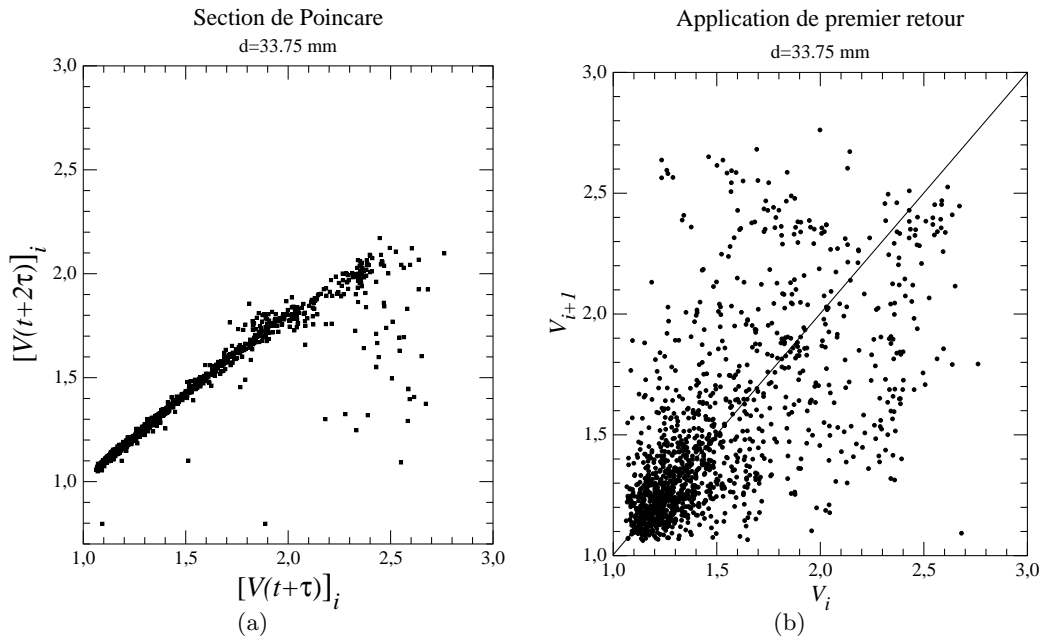 Section de Poincare
d=33.75 mm
3,0
2,5
2,0
1,5
1,0
[V(t+2τ)]i
1,0 1,5 2,0 2,5 3,0
[V(t+τ)]i
(a)
Application de premier retour
d=33.75 mm
3,0
2,5
2,0
1,5
1,0
Vi+1
1,0 1,5 2,0 2,5 3,0
Vi
(b)